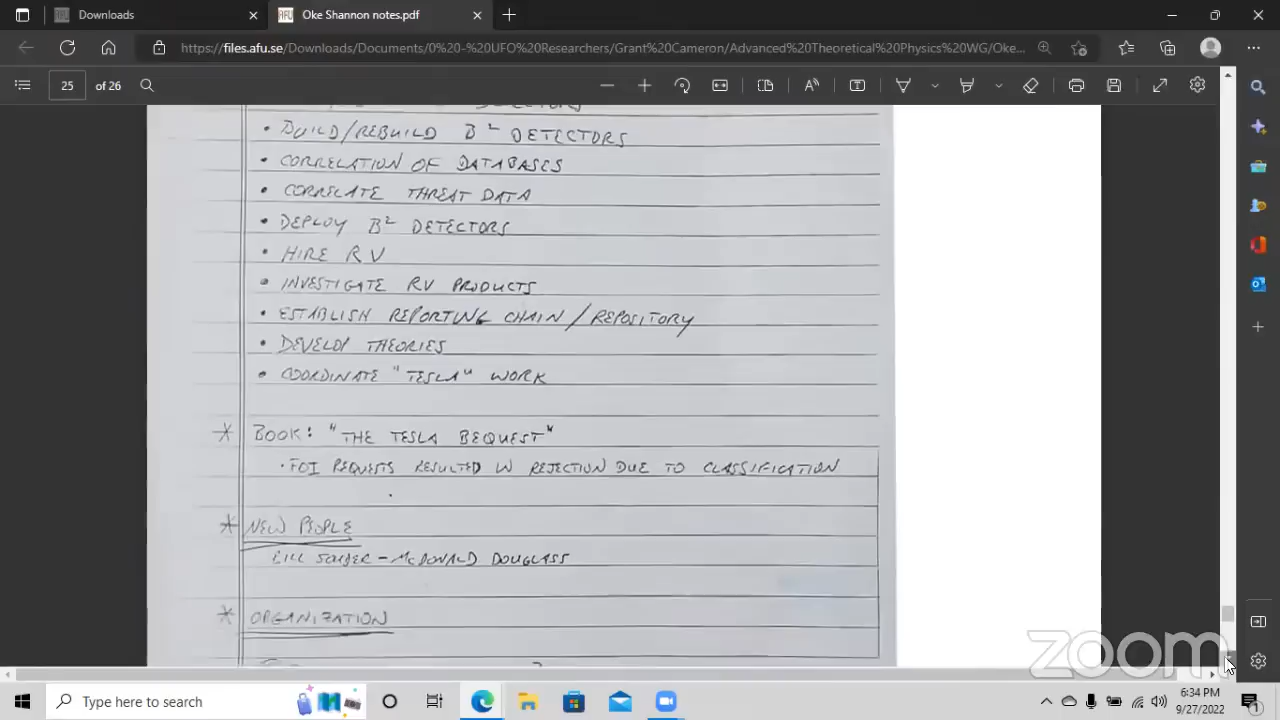 Downloads
Oke Shannon notes.pdf
https://files.afu.se/Downloads/Documents/0%20-%20UFO%20Researchers/Grant%20Cameron/Advanced%20Theoretical%20Physics%20WG/Oke...
25 of 26
• BUILD/REBUILD B² DETECTORS
• CORRELATION OF DATABASES
• CORRELATE THREAT DATA
• DEPLOY B² DETECTORS
• HIRE RV
• INVESTIGATE RV PRODUCTS
• ESTABLISH REPORTING CHAIN/REPOSITORY
• DEVELOP THEORIES
• COORDINATE "TESLA" WORK
* BOOK: "THE TESLA BEQUEST"
• FOI REQUESTS RESULTED IN REJECTION DUE TO CLASSIFICATION
* NEW PEOPLE
BILL - MCDONALD DOUGLASS
* ORGANIZATION
zoom
Type here to search
6:34 PM
9/27/2022